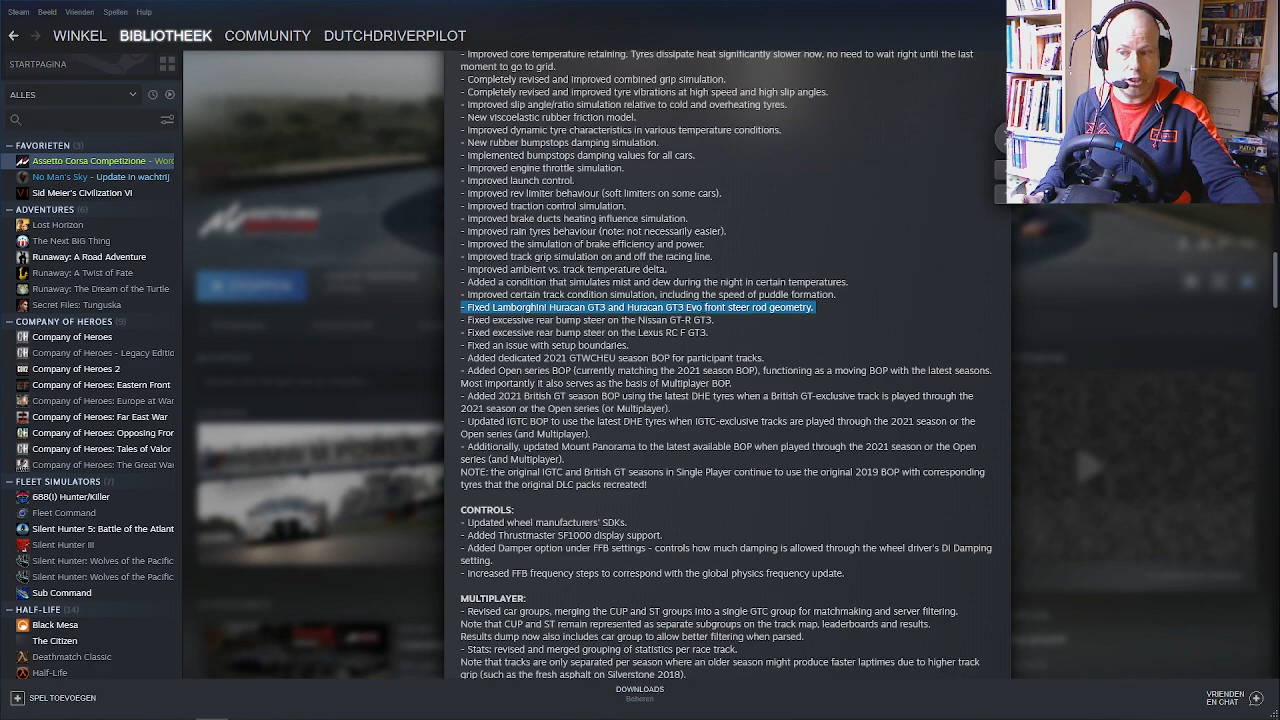 Steam Beeld Vrienden Spellen Hulp
WINKEL BIBLIOTHEEK COMMUNITY DUTCHDRIVERPILOT
STARTPAGINA
ALLES
FAVORIETEN (3)
Assetto Corsa Competizione - Word
No Man's Sky - Update in wachtrij
Sid Meier's Civilization VI
ADVENTURES (6)
Lost Horizon
The Next BIG Thing
Runaway: A Road Adventure
Runaway: A Twist of Fate
Runaway: The Dream of the Turtle
Secret Files: Tunguska
COMPANY OF HEROES (9)
Company of Heroes
Company of Heroes - Legacy Editio
Company of Heroes 2
Company of Heroes: Eastern Front
Company of Heroes: Europe at War
Company of Heroes: Far East War
Company of Heroes: Opposing Fron
Company of Heroes: Tales of Valor
Company of Heroes: The Great War
FLEET SIMULATORS (7)
688(I) Hunter/Killer
Fleet Command
Silent Hunter 5: Battle of the Atlant
Silent Hunter III
Silent Hunter: Wolves of the Pacific
Silent Hunter: Wolves of the Pacific
Sub Command
HALF-LIFE (14)
Black Mesa
The Citizen
Deathmatch Classic
Half-Life
SPEL TOEVOEGEN
- Improved core temperature retaining. Tyres dissipate heat significantly slower now, no need to wait right until the last
moment to go to grid.
- Completely revised and improved combined grip simulation.
- Completely revised and improved tyre vibrations at high speed and high slip angles.
- Improved slip angle/ratio simulation relative to cold and overheating tyres.
- New viscoelastic rubber friction model.
- Improved dynamic tyre characteristics in various temperature conditions.
- New rubber bumpstops damping simulation.
- Implemented bumpstops damping values for all cars.
- Improved engine throttle simulation.
- Improved launch control.
- Improved rev limiter behaviour (soft limiters on some cars).
- Improved traction control simulation.
- Improved brake ducts heating influence simulation.
- Improved rain tyres behaviour (note: not necessarily easier).
- Improved the simulation of brake efficiency and power.
- Improved track grip simulation on and off the racing line.
- Improved ambient vs. track temperature delta.
- Added a condition that simulates mist and dew during the night in certain temperatures.
- Improved certain track condition simulation, including the speed of puddle formation.
- Fixed Lamborghini Huracan GT3 and Huracan GT3 Evo front steer rod geometry.
- Fixed excessive rear bump steer on the Nissan GT-R GT3.
- Fixed excessive rear bump steer on the Lexus RC F GT3.
- Fixed an issue with setup boundaries.
- Added dedicated 2021 GTWCHEU season BOP for participant tracks.
- Added Open series BOP (currently matching the 2021 season BOP), functioning as a moving BOP with the latest seasons.
Most importantly it also serves as the basis of Multiplayer BOP.
- Added 2021 British GT season BOP using the latest DHE tyres when a British GT-exclusive track is played through the
2021 season or the Open series (or Multiplayer).
- Updated IGTC BOP to use the latest DHE tyres when IGTC-exclusive tracks are played through the 2021 season or the
Open series (and Multiplayer).
- Additionally, updated Mount Panorama to the latest available BOP when played through the 2021 season or the Open
series (and Multiplayer).
NOTE: the original IGTC and British GT seasons in Single Player continue to use the original 2019 BOP with corresponding
tyres that the original DLC packs recreated!
CONTROLS:
- Updated wheel manufacturers' SDKs.
- Added Thrustmaster SF1000 display support.
- Added Damper option under FFB settings - controls how much damping is allowed through the wheel driver's DI Damping
setting.
- Increased FFB frequency steps to correspond with the global physics frequency update.
MULTIPLAYER:
- Revised car groups, merging the CUP and ST groups into a single GTC group for matchmaking and server filtering.
Note that CUP and ST remain represented as separate subgroups on the track map, leaderboards and results.
Results dump now also includes car group to allow better filtering when parsed.
- Stats: revised and merged grouping of statistics per race track.
Note that tracks are only separated per season where an older season might produce faster laptimes due to higher track
grip (such as the fresh asphalt on Silverstone 2018).
DOWNLOADS
Beheren
VRIENDEN
EN CHAT